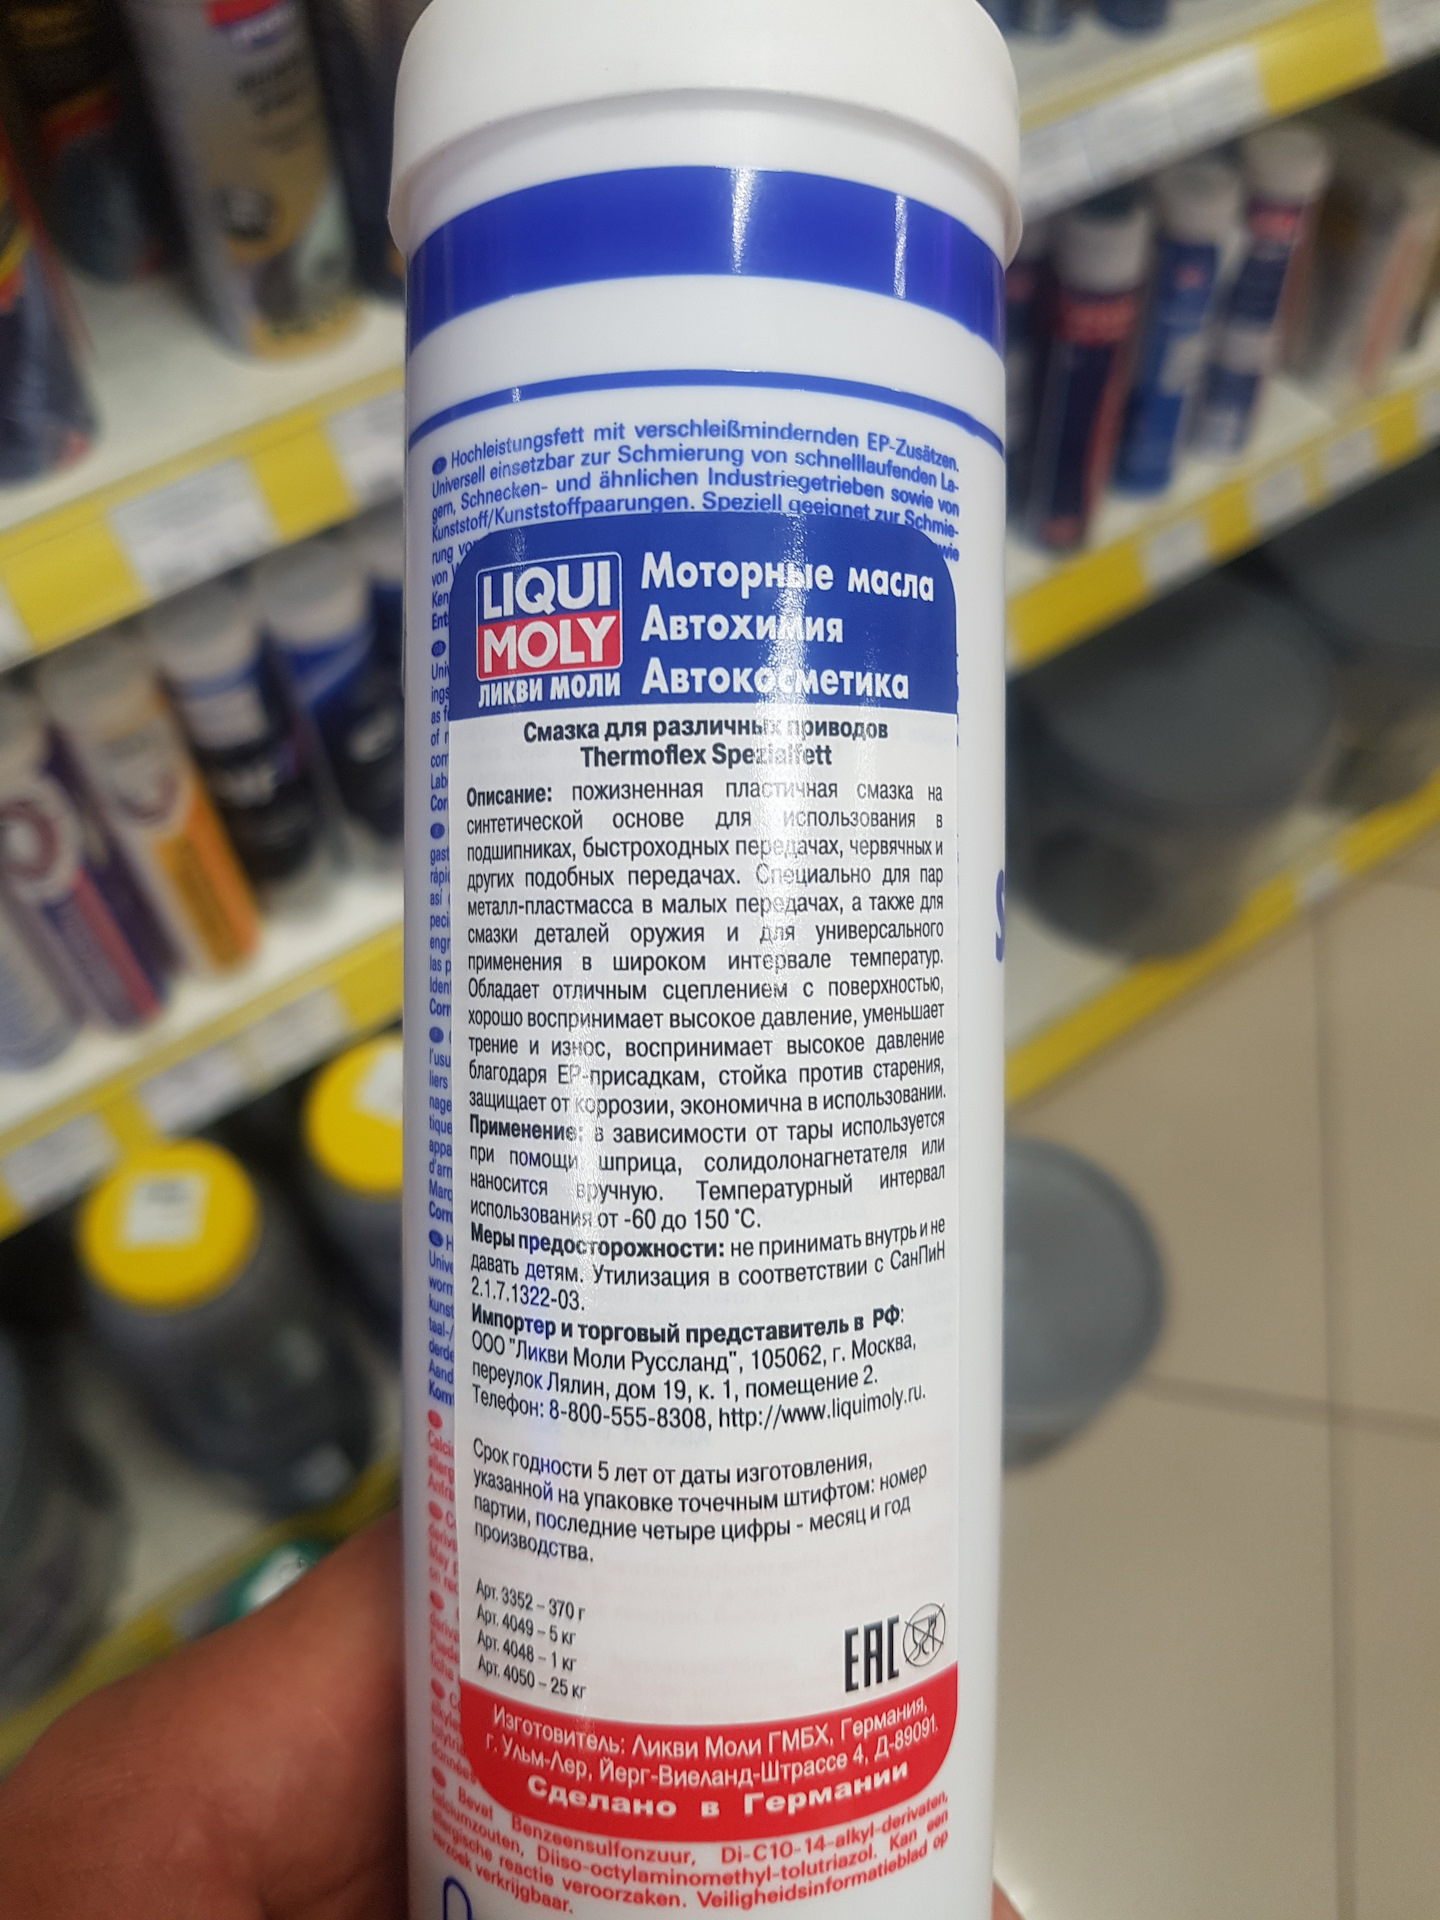 Hochleistungsfett mit verschleißmindernden EP-Zusätzen.
Universell einsetzbar zur Schmierung von schnelllaufenden La-
gern, Schnecken- und ähnlichen Industriegetrieben sowie von
Kunststoff/Kunststoffpaarungen. Speziell geeignet zur Schmie-
rung
LIQUI
MOLY
ЛИКВИ МОЛИ
Моторные масла
Автохимия
Автокосметика
Смазка для различных приводов
Thermoflex Spezialfett
Описание: пожизненная пластичная смазка на
синтетической основе для использования в
подшипниках, быстроходных передачах, червячных и
других подобных передачах. Специально для пар
металл-пластмасса в малых передачах, а также для
смазки деталей оружия и для универсального
применения в широком интервале температур.
Обладает отличным сцеплением с поверхностью,
хорошо воспринимает высокое давление, уменьшает
трение и износ, воспринимает высокое давление
благодаря EP-присадкам, стойка против старения,
защищает от коррозии, экономична в использовании.
Применение: в зависимости от тары используется
при помощи шприца, солидолонагнетателя или
наносится вручную. Температурный интервал
использования от -60 до 150 °C.
Меры предосторожности: не принимать внутрь и не
давать детям. Утилизация в соответствии с СанПиН
2.1.7.1322-03.
Импортер и торговый представитель в РФ:
ООО "Ликви Моли Руссланд", 105062, г. Москва,
переулок Лялин, дом 19, к. 1, помещение 2.
Телефон: 8-800-555-8308, http://www.liquimoly.ru.
Срок годности 5 лет от даты изготовления,
указанной на упаковке точечным штифтом: номер
партии, последние четыре цифры - месяц и год
производства.
Арт. 3352 – 370 г
Арт. 4049 – 5 кг
Арт. 4048 – 1 кг
Арт. 4050 – 25 кг
EAC
Изготовитель: Ликви Моли ГМБХ, Германия,
г. Ульм-Лер, Йерг-Виеланд-Штрассе 4, Д-89091.
Сделано в Германии
Bevat Benzeensulfonzuur, Di-C10-14-alkyl-derivaten,
calciumzouten, Diiso-octylaminomethyl-tolutriazol. Kan een
allergische reactie veroorzaken. Veiligheidsinformatieblad op
verzoek verkrijgbaar.